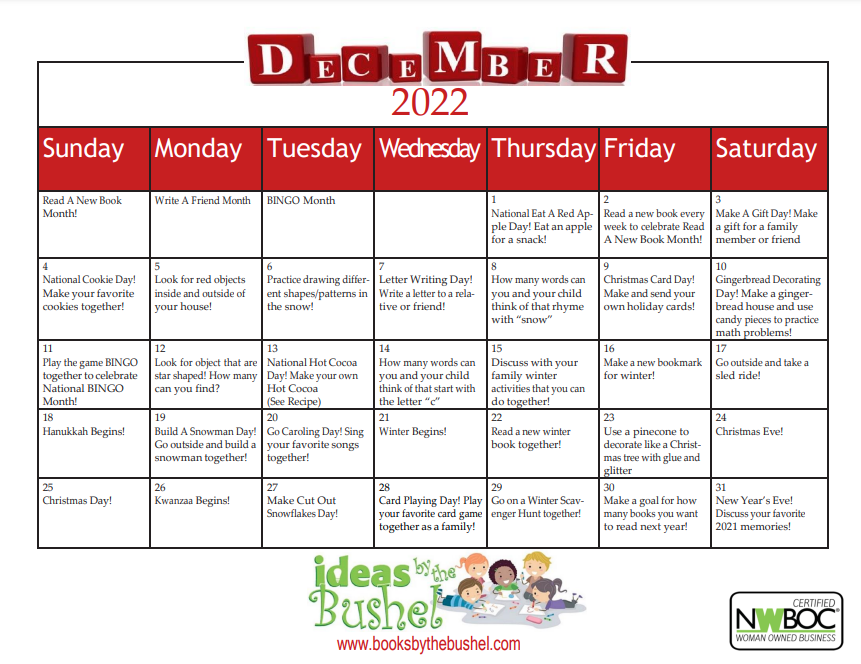 DECEMBER
2022
Sunday Monday Tuesday Wednesday Thursday Friday Saturday
Read A New Book
Month!
Write A Friend Month
BINGO Month
1
National Eat A Red Ap-
ple Day! Eat an apple
for a snack!
2
Read a new book every
week to celebrate Read
A New Book Month!
3
Make A Gift Day! Make
a gift for a family
member or friend
4
National Cookie Day!
Make your favorite
cookies together!
5
Look for red objects
inside and outside of
your house!
6
Practice drawing differ-
ent shapes/patterns in
the snow!
7
Letter Writing Day!
Write a letter to a rela-
tive or friend!
8
How many words can
you and your child
think of that rhyme
with “snow”
9
Christmas Card Day!
Make and send your
own holiday cards!
10
Gingerbread Decorating
Day! Make a ginger-
bread house and use
candy pieces to practice
math problems!
11
Play the game BINGO
together to celebrate
National BINGO
Month!
12
Look for object that are
star shaped! How many
can you find?
13
National Hot Cocoa
Day! Make your own
Hot Cocoa
(See Recipe)
14
How many words can
you and your child
think of that start with
the letter “c”
15
Discuss with your
family winter
activities that you can
do together!
16
Make a new bookmark
for winter!
17
Go outside and take a
sled ride!
18
Hanukkah Begins!
19
Build A Snowman Day!
Go outside and build a
snowman together!
20
Go Caroling Day! Sing
your favorite songs
together!
21
Winter Begins!
22
Read a new winter
book together!
23
Use a pinecone to
decorate like a Christ-
mas tree with glue and
glitter
24
Christmas Eve!
25
Christmas Day!
26
Kwanzaa Begins!
27
Make Cut Out
Snowflakes Day!
28
Card Playing Day! Play
your favorite card game
together as a family!
29
Go on a Winter Scav-
enger Hunt together!
30
Make a goal for how
many books you want
to read next year!
31
New Year’s Eve!
Discuss your favorite
2021 memories!
ideas by the
Bushel
www.booksbythebushel.com
CERTIFIED
NWBOC®
WOMAN OWNED BUSINESS